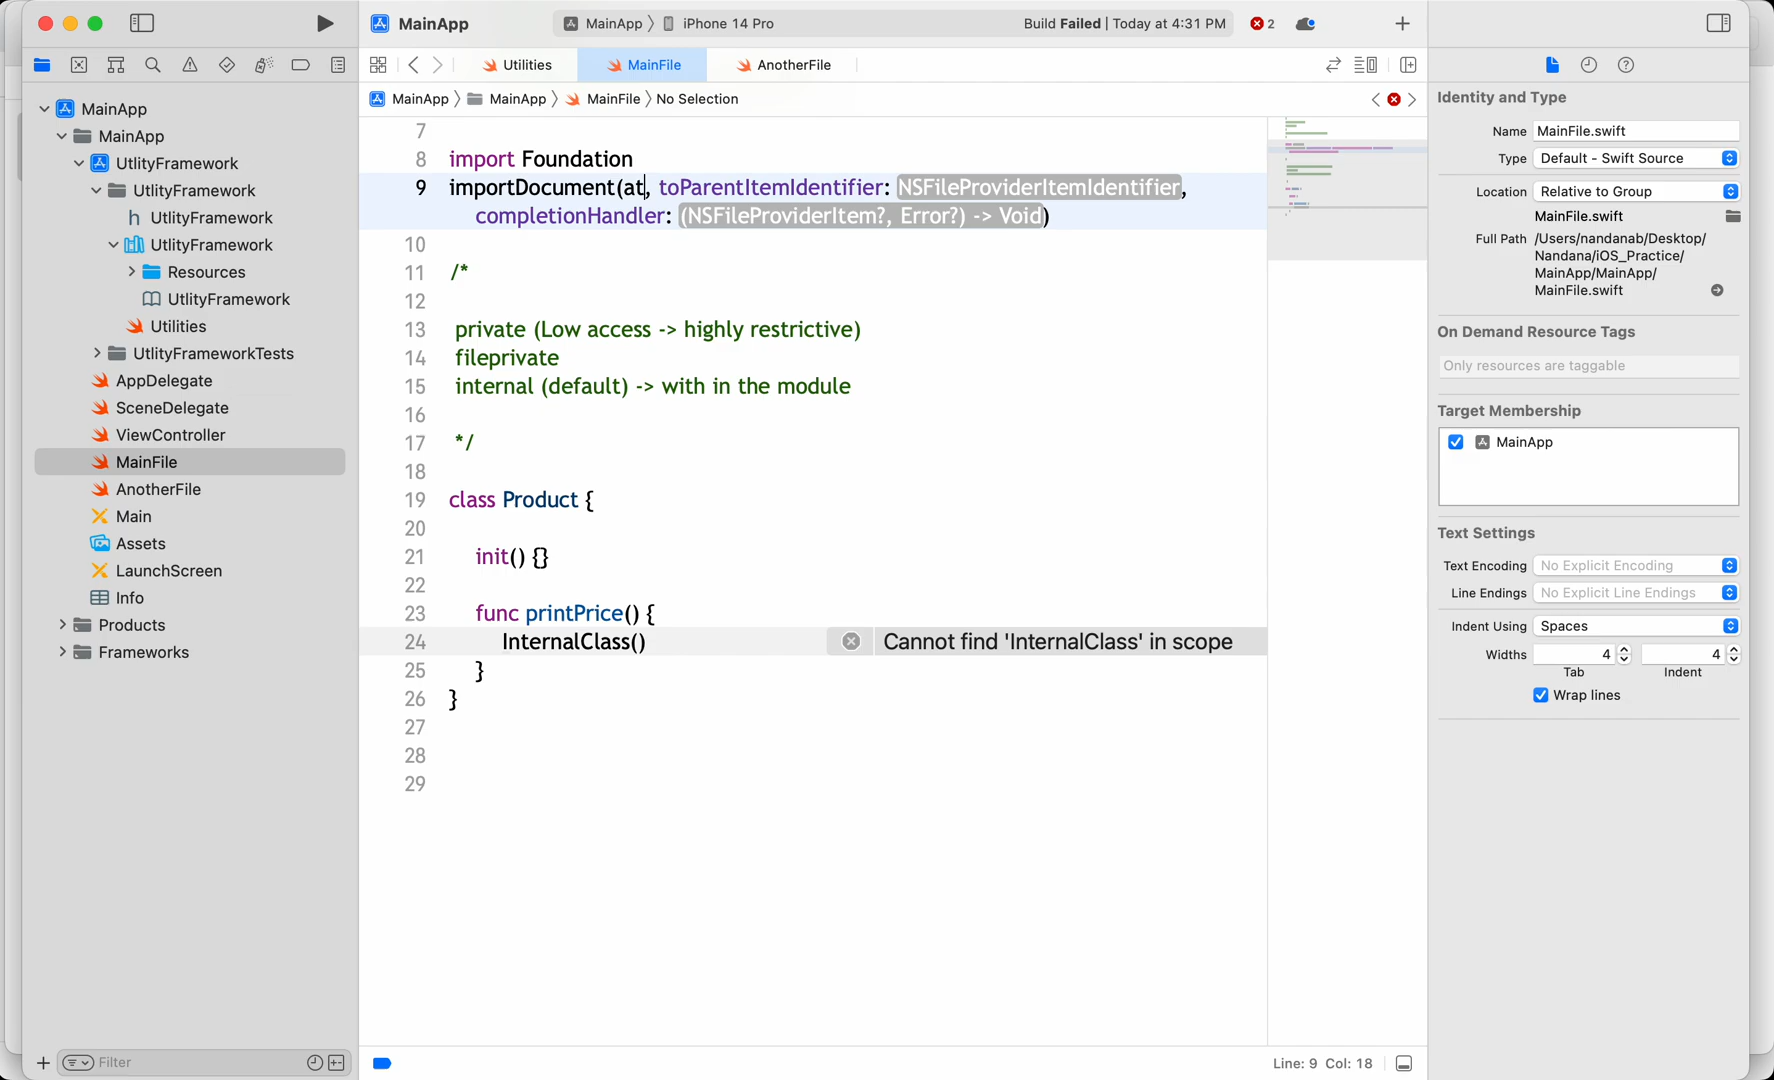 MainApp
MainApp
iPhone 14 Pro
Build Failed | Today at 4:31 PM
2
Utilities
MainFile
AnotherFile
MainApp
MainApp
MainFile
No Selection
MainApp
MainApp
UtlityFramework
UtlityFramework
UtlityFramework
UtlityFramework
Resources
UtlityFramework
Utilities
UtlityFrameworkTests
AppDelegate
SceneDelegate
ViewController
MainFile
AnotherFile
Main
Assets
LaunchScreen
Info
Products
Frameworks
Filter
7
8 import Foundation
9 importDocument(at, toParentItemIdentifier: NSFileProviderItemIdentifier,
completionHandler: (NSFileProviderItem?, Error?) -> Void)
10
11 /*
12
13 private (Low access -> highly restrictive)
14 fileprivate
15 internal (default) -> with in the module
16
17 */
18
19 class Product {
20
21 init() {}
22
23 func printPrice() {
24 InternalClass() Cannot find 'InternalClass' in scope
25 }
26 }
27
28
29
Line: 9 Col: 18
Identity and Type
Name MainFile.swift
Type Default - Swift Source
Location Relative to Group
MainFile.swift
Full Path /Users/nandanab/Desktop/
Nandana/iOS_Practice/
MainApp/MainApp/
MainFile.swift
On Demand Resource Tags
Only resources are taggable
Target Membership
MainApp
Text Settings
Text Encoding No Explicit Encoding
Line Endings No Explicit Line Endings
Indent Using Spaces
Widths 4 4
Tab Indent
Wrap lines